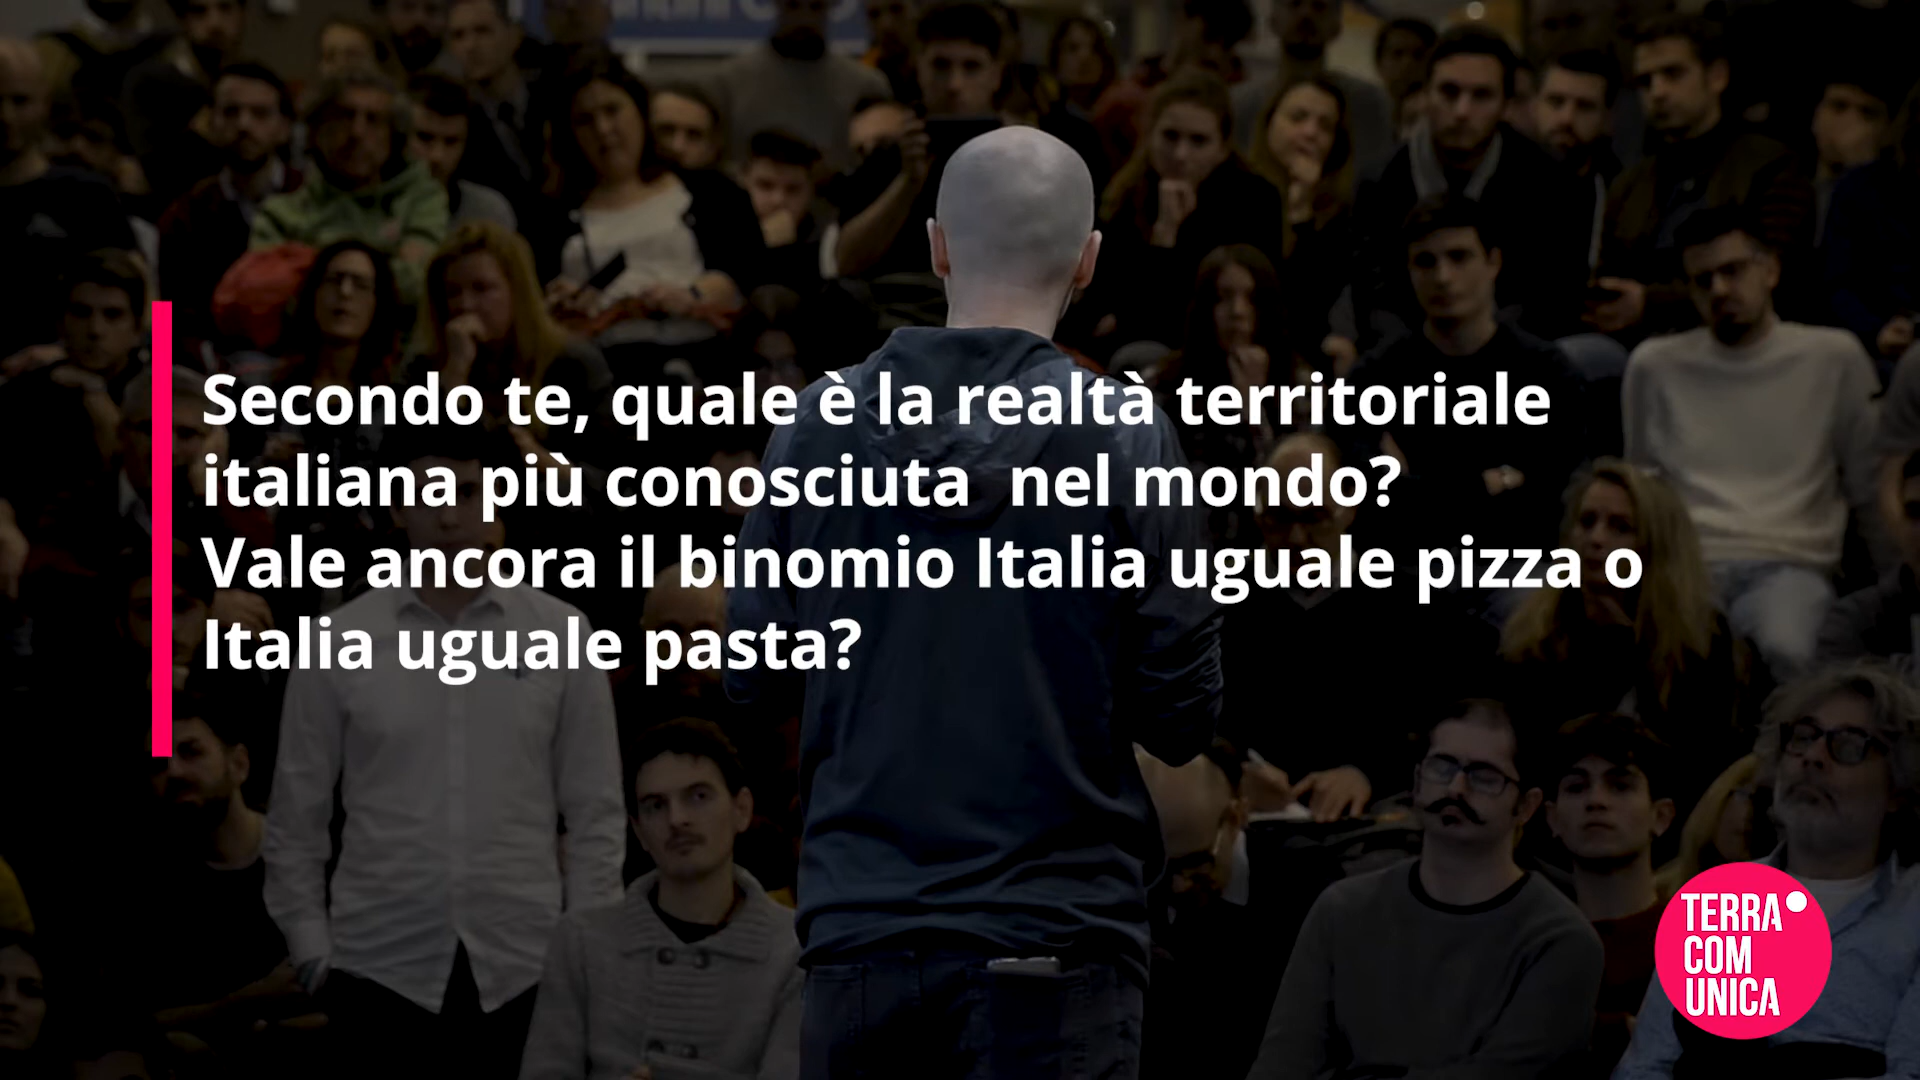 Secondo te, quale è la realtà territoriale
italiana più conosciuta  nel mondo?
Vale ancora il binomio Italia uguale pizza o
Italia uguale pasta?
TERRA
COM
UNICA